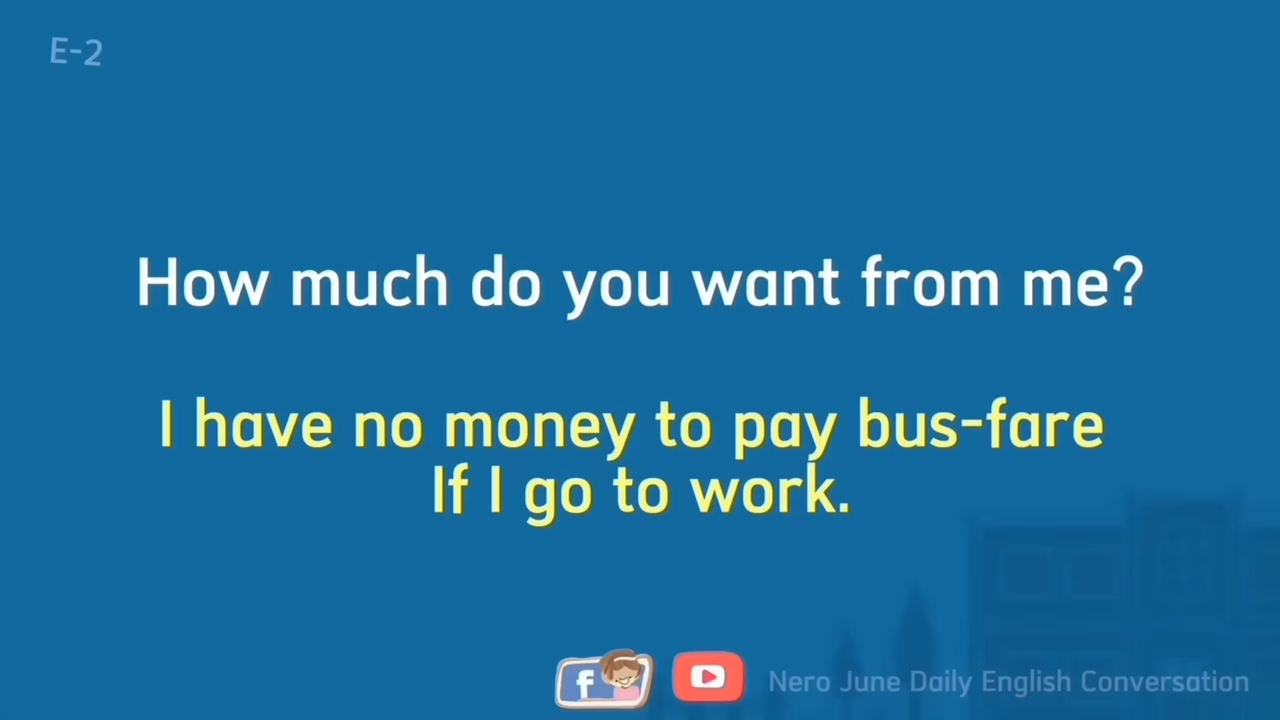 E-2
How much do you want from me?
I have no money to pay bus-fare
If I go to work.
f
Nero June Daily English Conversation